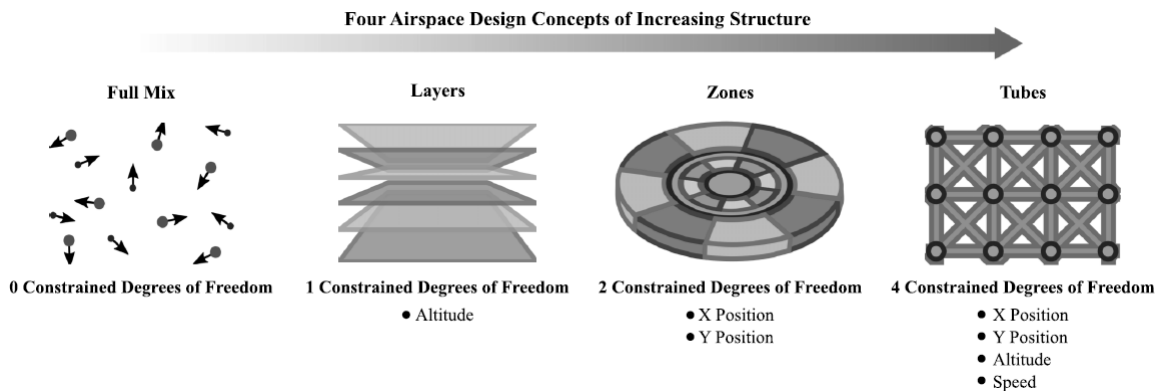 Four Airspace Design Concepts of Increasing Structure
Full Mix
Layers
Zones
Tubes
0 Constrained Degrees of Freedom
1 Constrained Degrees of Freedom
2 Constrained Degrees of Freedom
4 Constrained Degrees of Freedom
• Altitude
• X Position
• Y Position
• X Position
• Y Position
• Altitude
• Speed